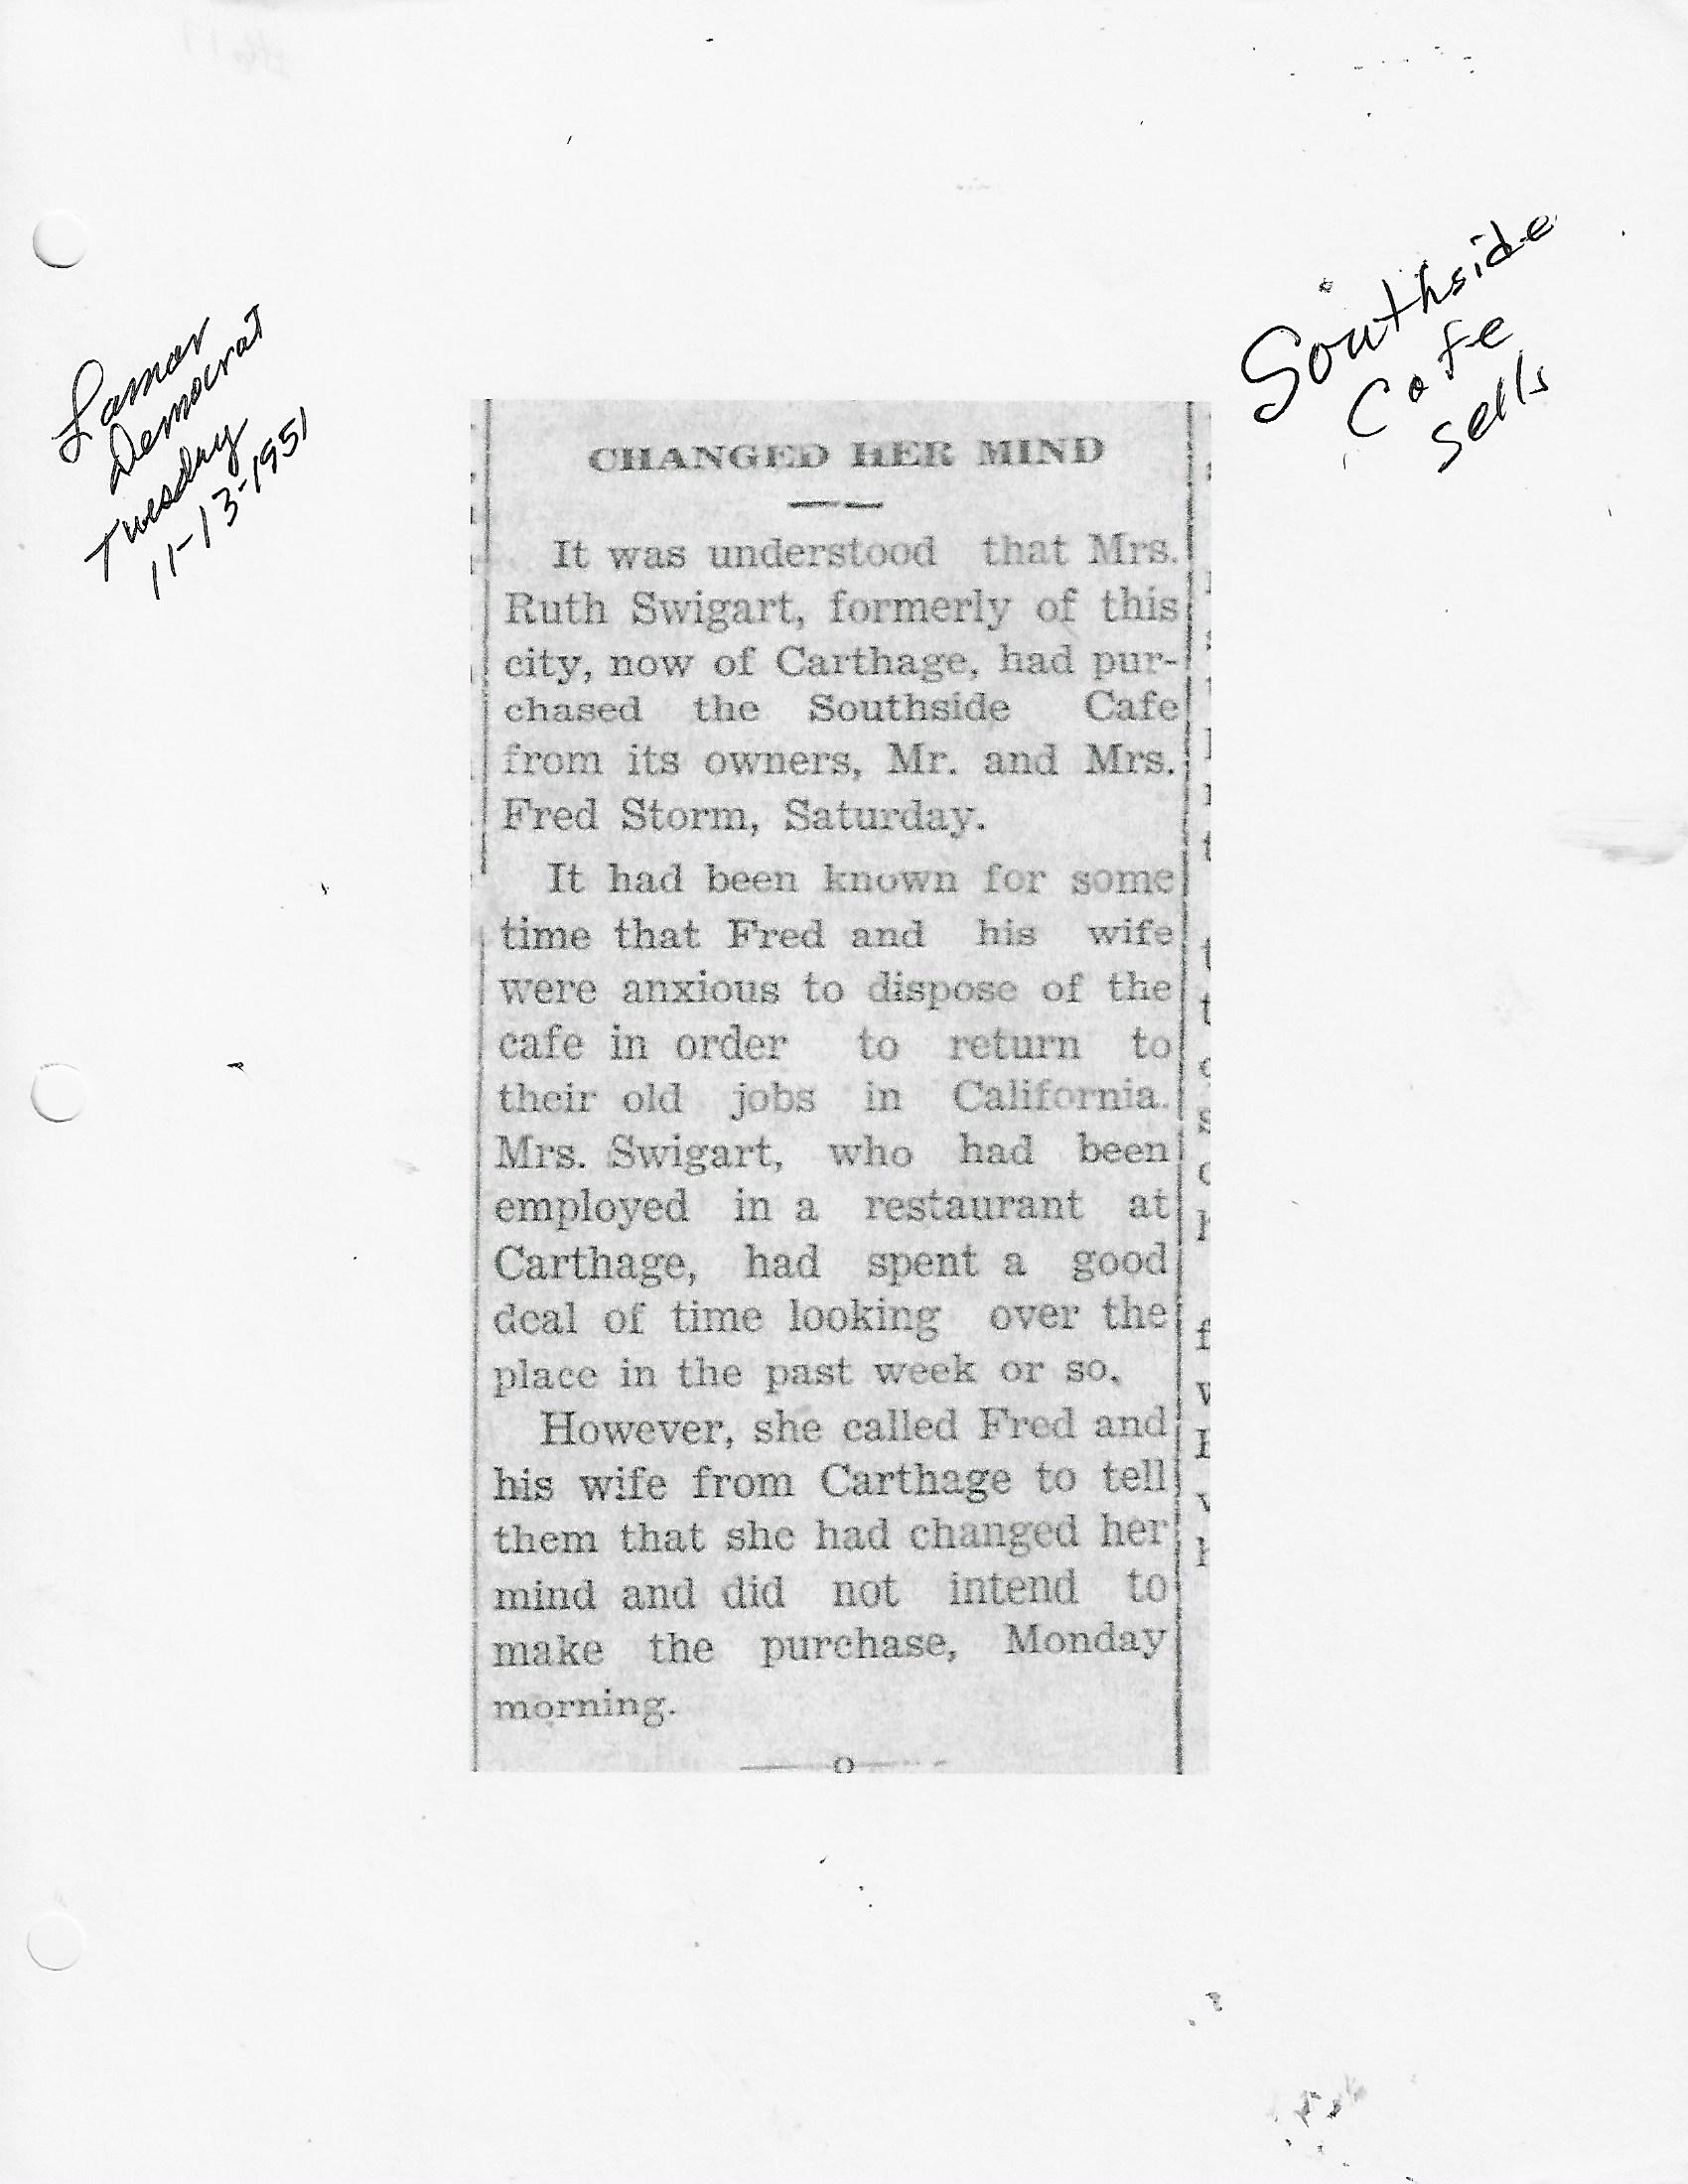 Lamar
Democrat
Tuesday
11-13-1951
Southside
Cafe
Sells
CHANGED HER MIND
It was understood that Mrs.
Ruth Swigart, formerly of this
city, now of Carthage, had pur-
chased the Southside Cafe
from its owners, Mr. and Mrs.
Fred Storm, Saturday.
It had been known for some
time that Fred and his wife
were anxious to dispose of the
cafe in order to return to
their old jobs in California.
Mrs. Swigart, who had been
employed in a restaurant at
Carthage, had spent a good
deal of time looking over the
place in the past week or so.
However, she called Fred and
his wife from Carthage to tell
them that she had changed her
mind and did not intend to
make the purchase, Monday
morning.